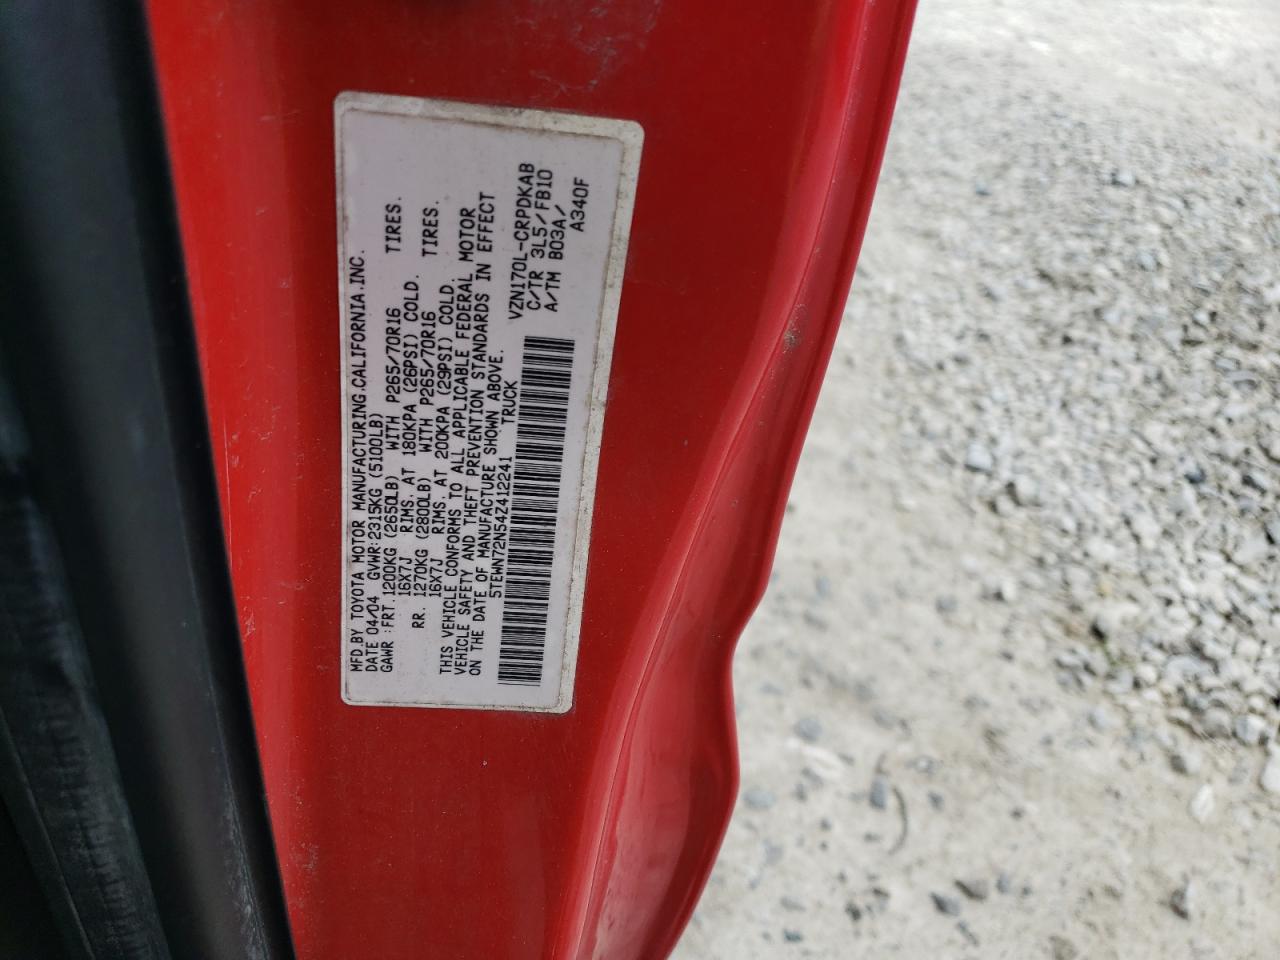 MFD.BY TOYOTA MOTOR MANUFACTURING.CALIFORNIA.INC.
DATE 04/04 GVWR:2315KG (5100LB)
GAWR :FRT.1200KG (2650LB) WITH P265/70R16 TIRES.
16X7J RIMS. AT 180KPA (26PSI) COLD.
RR. 1270KG (2800LB) WITH P265/70R16 TIRES.
16X7J RIMS. AT 200KPA (29PSI) COLD.
THIS VEHICLE CONFORMS TO ALL APPLICABLE FEDERAL MOTOR
VEHICLE SAFETY AND THEFT PREVENTION STANDARDS IN EFFECT
ON THE DATE OF MANUFACTURE SHOWN ABOVE.
5TEWN72N54Z412241 TRUCK
VZN170L-CRPDKAB
C/TR 3L5/FB10
A/TM B03A/
A340F